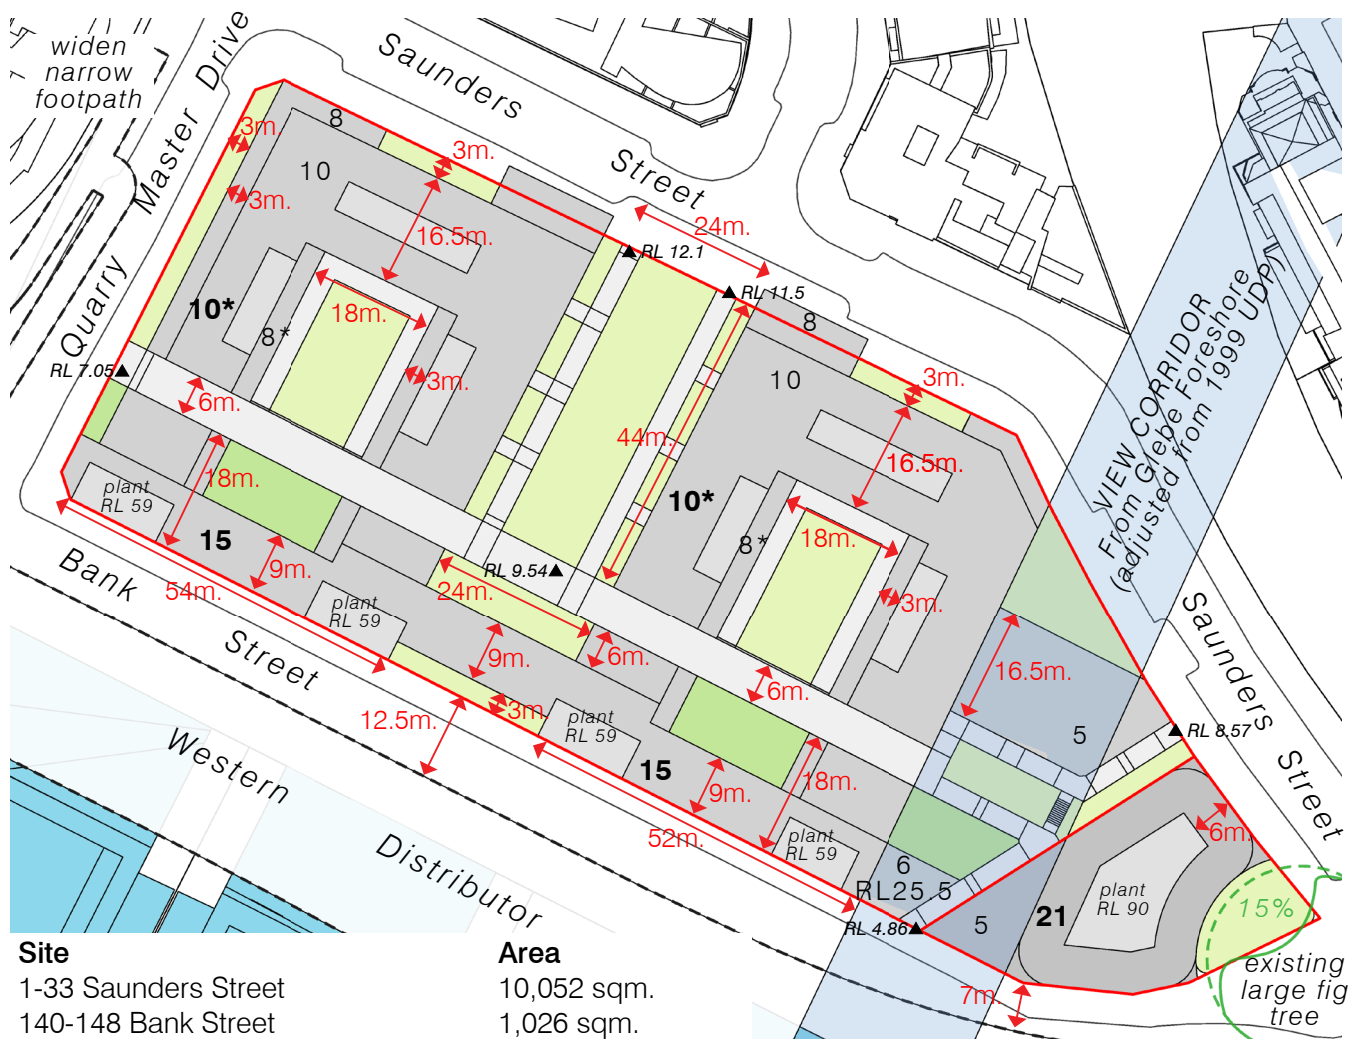 widen
narrow
footpath
Quarry Master Drive
Saunders
Street
8
3m.
3m.
10
3m.
16.5m.
24m.
RL 12.1
RL 11.5
10*
8*
18m.
3m.
RL 7.05
6m.
8
10
3m.
44m.
16.5m.
10*
8*
18m.
3m.
VIEW CORRIDOR
From Glebe Foreshore
(adjusted from 1999 UDP)
18m.
plant
RL 59
15
9m.
54m.
RL 9.54
24m.
plant
RL 59
9m.
6m.
6m.
16.5m.
5
RL 8.57
Saunders Street
Bank
Street
12.5m.
3m.
plant
RL 59
15
9m.
18m.
52m.
plant
RL 59
6
RL25.5
RL 4.86
5
21
plant
RL 90
6m.
15%
existing
large fig
tree
7m.
Western
Distributor
Site
1-33 Saunders Street
140-148 Bank Street
Area
10,052 sqm.
1,026 sqm.